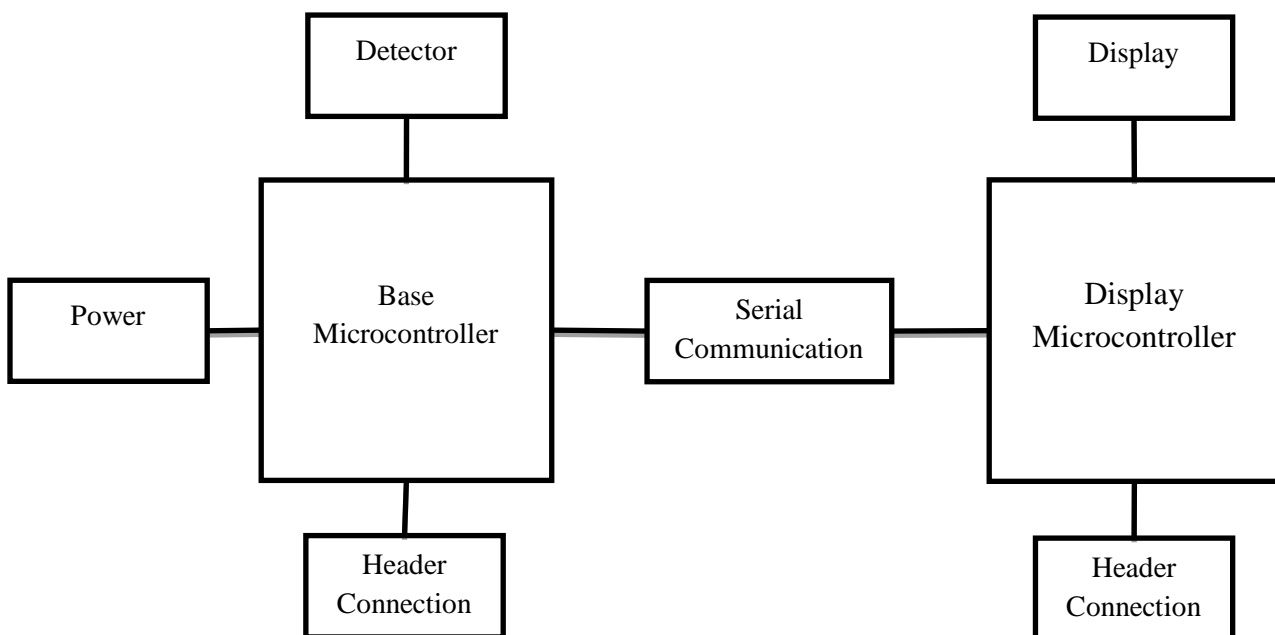 Detector
Display
Power
Base
Microcontroller
Serial
Communication
Display
Microcontroller
Header
Connection
Header
Connection